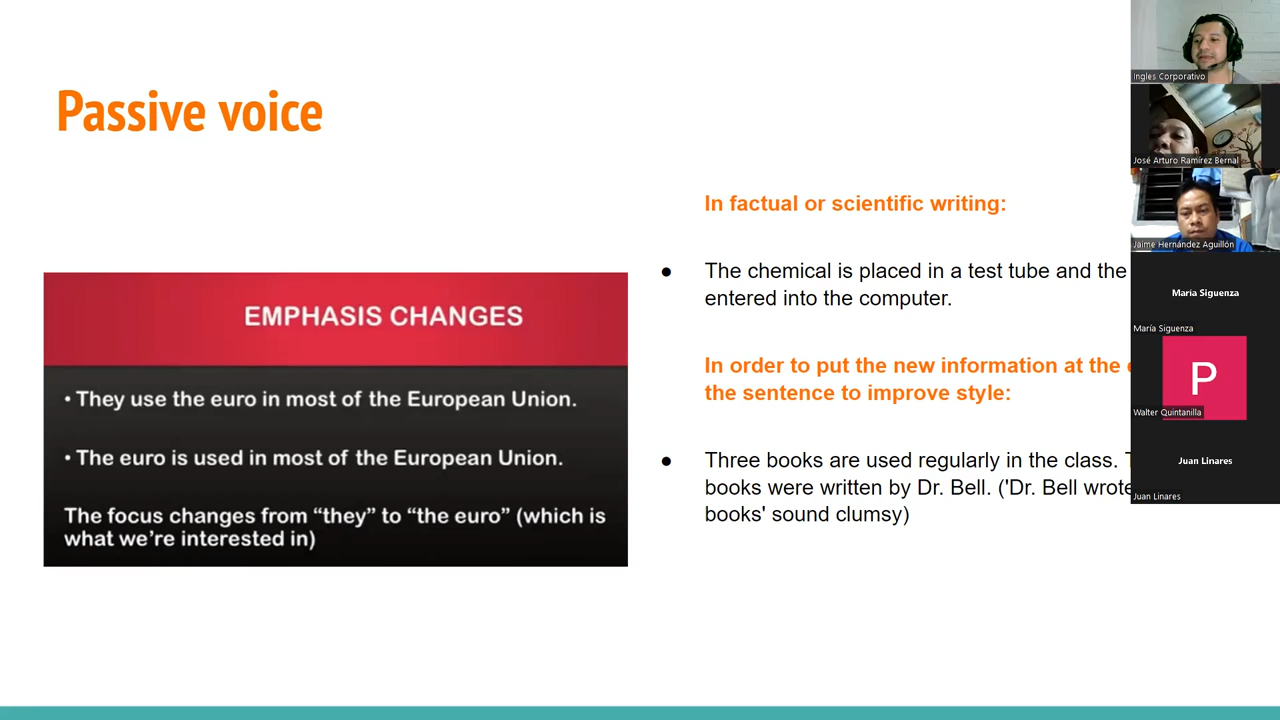 Passive voice
EMPHASIS CHANGES
• They use the euro in most of the European Union.
• The euro is used in most of the European Union.
The focus changes from “they” to “the euro” (which is
what we’re interested in)
In factual or scientific writing:
● The chemical is placed in a test tube and the
entered into the computer.
In order to put the new information at the
the sentence to improve style:
● Three books are used regularly in the class.
books were written by Dr. Bell. ('Dr. Bell wrote
books' sound clumsy)
Ingles Corporativo
José Arturo Ramírez Bernal
Jaime Hernández Aguillón
María Siguenza
María Siguenza
P
Walter Quintanilla
Juan Linares
Juan Linares